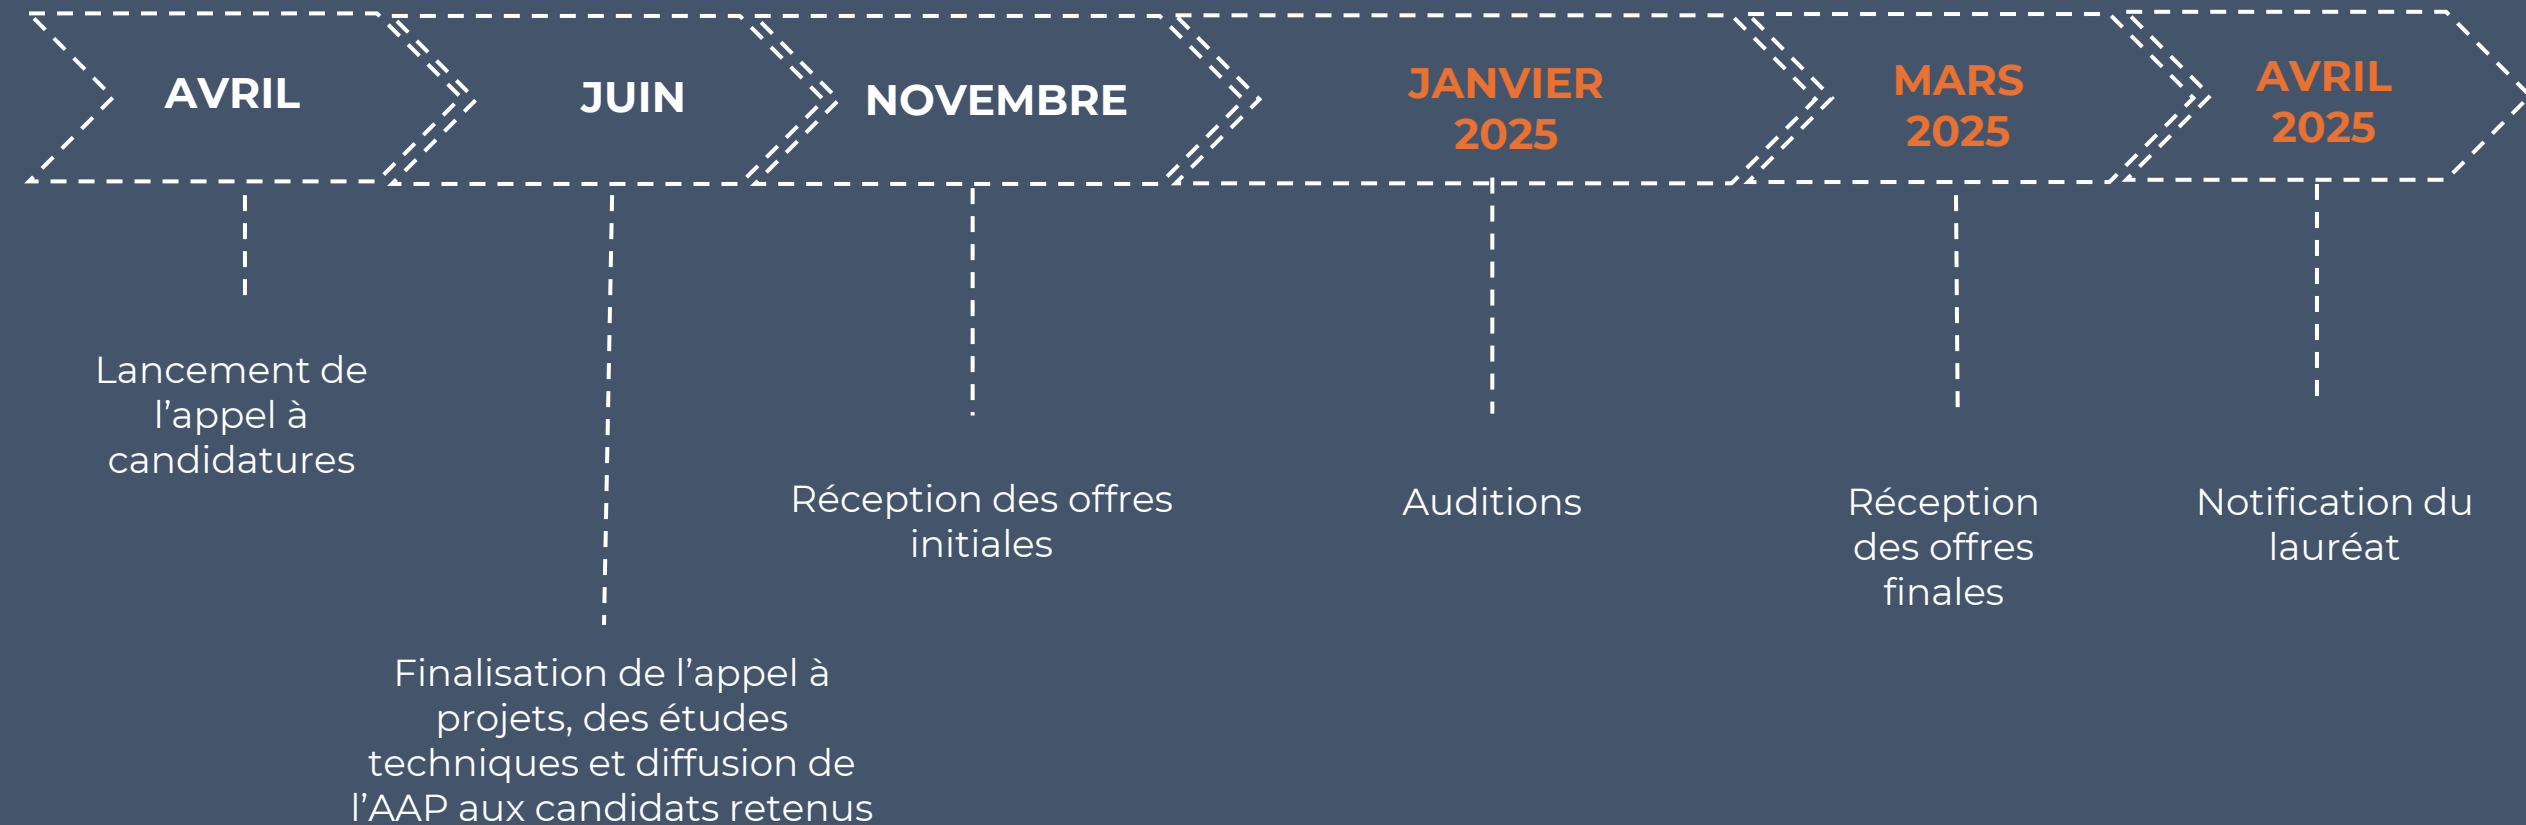 AVRIL
JUIN
NOVEMBRE
JANVIER
2025
MARS
2025
AVRIL
2025
Lancement de
l’appel à
candidatures
Finalisation de l’appel à
projets, des études
techniques et diffusion de
l’AAP aux candidats retenus
Réception des offres
initiales
Auditions
Réception
des offres
finales
Notification du
lauréat